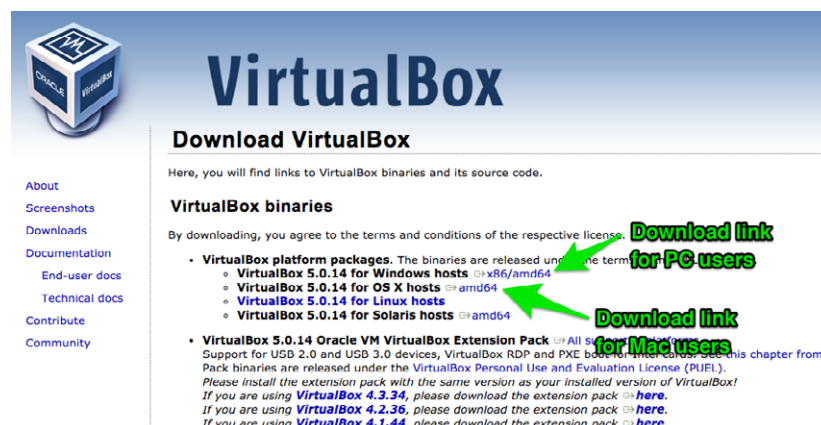 ORACLE
VirtualBox
VirtualBox
Download VirtualBox
Here, you will find links to VirtualBox binaries and its source code.
About
Screenshots
Downloads
Documentation
End-user docs
Technical docs
Contribute
Community
VirtualBox binaries
By downloading, you agree to the terms and conditions of the respective license.
Download link
for PC users
• VirtualBox platform packages. The binaries are released under the term
VirtualBox 5.0.14 for Windows hosts x86/amd64
VirtualBox 5.0.14 for OS X hosts amd64
VirtualBox 5.0.14 for Linux hosts
VirtualBox 5.0.14 for Solaris hosts amd64
Download link
for Mac users
• VirtualBox 5.0.14 Oracle VM VirtualBox Extension Pack All supported platforms
Support for USB 2.0 and USB 3.0 devices, VirtualBox RDP and PXE boot for Intel cards. See this chapter from
Pack binaries are released under the VirtualBox Personal Use and Evaluation License (PUEL).
Please install the extension pack with the same version as your installed version of VirtualBox!
If you are using VirtualBox 4.3.34, please download the extension pack here.
If you are using VirtualBox 4.2.36, please download the extension pack here.
If you are using VirtualBox 4.1.44, please download the extension pack here